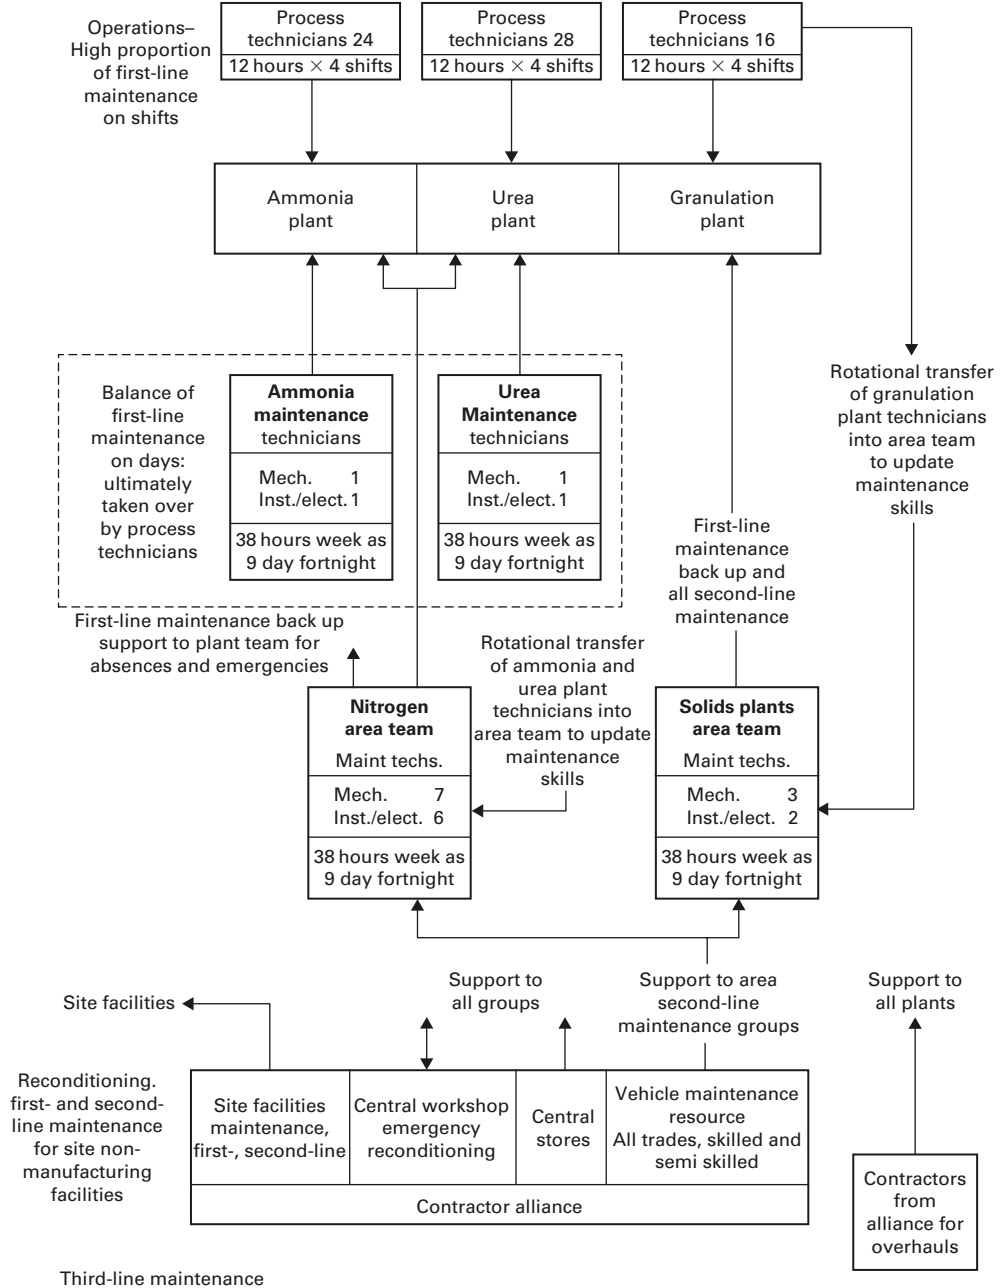 Operations–
High proportion
of first-line
maintenance
on shifts
Process
technicians 24
12 hours × 4 shifts
Process
technicians 28
12 hours × 4 shifts
Process
technicians 16
12 hours × 4 shifts
Ammonia
plant
Urea
plant
Granulation
plant
Rotational transfer
of granulation
plant technicians
into area team
to update
maintenance
skills
Balance of
first-line
maintenance
on days:
ultimately
taken over
by process
technicians
Ammonia
maintenance
technicians
Mech. 1
Inst./elect. 1
38 hours week as
9 day fortnight
Urea
Maintenance
technicians
Mech. 1
Inst./elect. 1
38 hours week as
9 day fortnight
First-line
maintenance
back up and
all second-line
maintenance
First-line maintenance back up
support to plant team for
absences and emergencies
Rotational transfer
of ammonia and
urea plant
technicians into
area team to update
maintenance
skills
Nitrogen
area team
Maint techs.
Mech. 7
Inst./elect. 6
38 hours week as
9 day fortnight
Solids plants
area team
Maint techs.
Mech. 3
Inst./elect. 2
38 hours week as
9 day fortnight
Site facilities
Support to
all groups
Support to area
second-line
maintenance groups
Support to
all plants
Reconditioning.
first- and second-
line maintenance
for site non-
manufacturing
facilities
Site facilities
maintenance,
first-, second-line
Central workshop
emergency
reconditioning
Central
stores
Vehicle maintenance
resource
All trades, skilled and
semi skilled
Contractor alliance
Contractors
from
alliance for
overhauls
Third-line maintenance